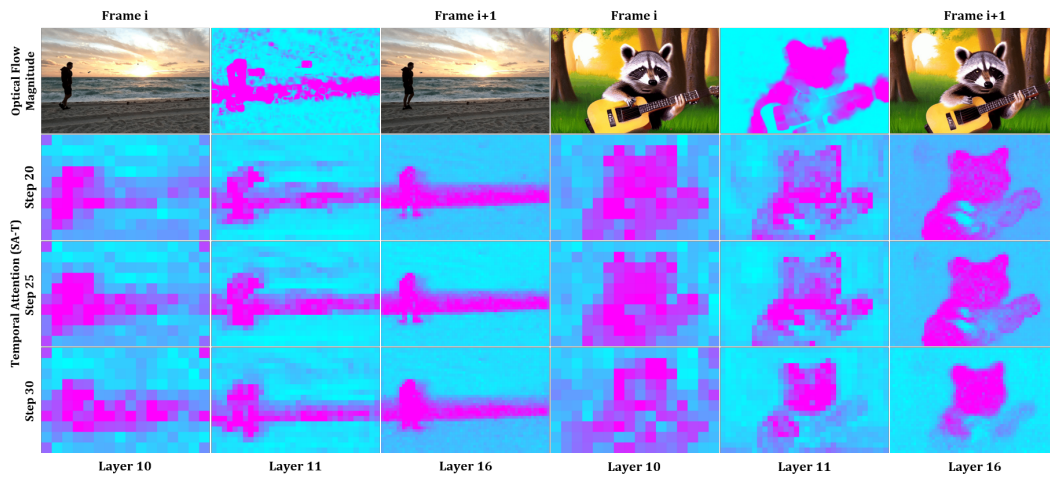 Frame i
Frame i+1
Frame i
Frame i+1
Optical Flow
Magnitude
Temporal Attention (SA-T)
Step 20
Step 25
Step 30
Layer 10
Layer 11
Layer 16
Layer 10
Layer 11
Layer 16